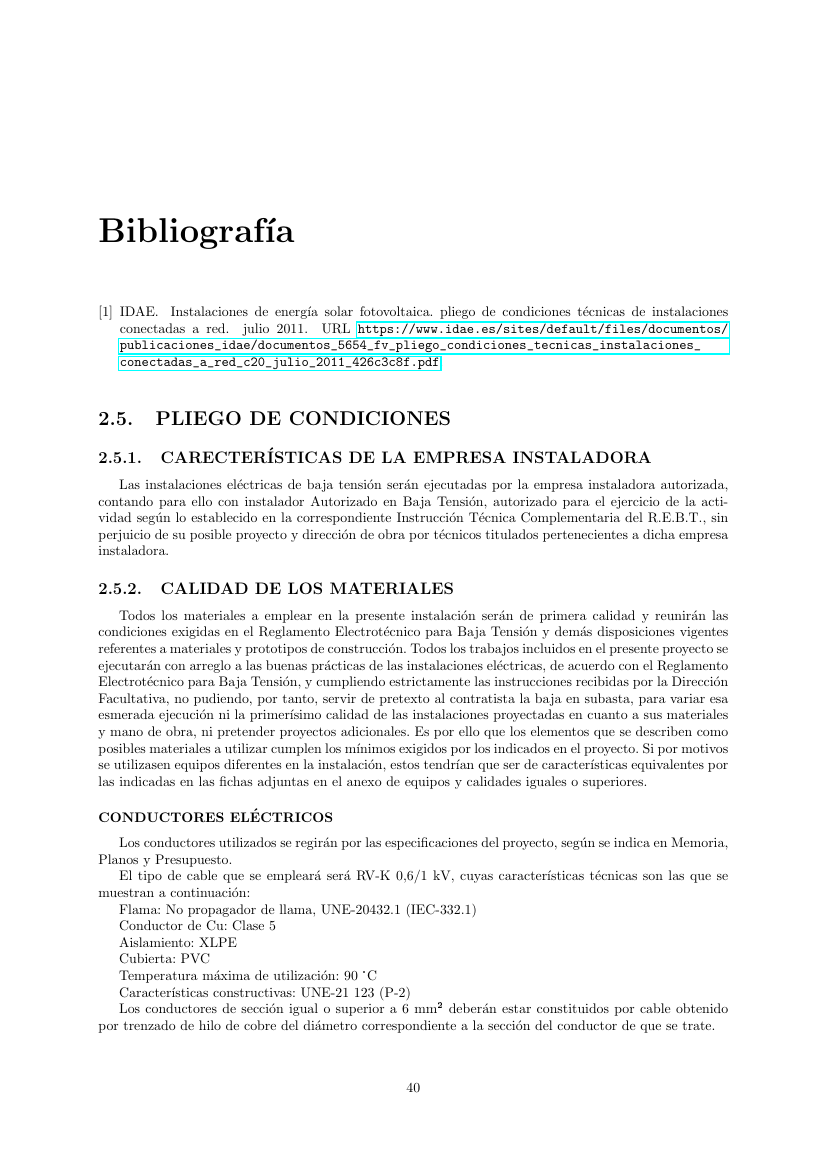 Bibliografía
[1] IDAE. Instalaciones de energía solar fotovoltaica. pliego de condiciones técnicas de instalaciones
conectadas a red. julio 2011. URL https://www.idae.es/sites/default/files/documentos/
publicaciones_idae/documentos_5654_fv_pliego_condiciones_tecnicas_instalaciones_
conectadas_a_red_c20_julio_2011_426c3c8f.pdf
2.5. PLIEGO DE CONDICIONES
2.5.1. CARECTERÍSTICAS DE LA EMPRESA INSTALADORA
Las instalaciones eléctricas de baja tensión serán ejecutadas por la empresa instaladora autorizada,
contando para ello con instalador Autorizado en Baja Tensión, autorizado para el ejercicio de la acti-
vidad según lo establecido en la correspondiente Instrucción Técnica Complementaria del R.E.B.T., sin
perjuicio de su posible proyecto y dirección de obra por técnicos titulados pertenecientes a dicha empresa
instaladora.
2.5.2. CALIDAD DE LOS MATERIALES
Todos los materiales a emplear en la presente instalación serán de primera calidad y reunirán las
condiciones exigidas en el Reglamento Electrotécnico para Baja Tensión y demás disposiciones vigentes
referentes a materiales y prototipos de construcción. Todos los trabajos incluidos en el presente proyecto se
ejecutarán con arreglo a las buenas prácticas de las instalaciones eléctricas, de acuerdo con el Reglamento
Electrotécnico para Baja Tensión, y cumpliendo estrictamente las instrucciones recibidas por la Dirección
Facultativa, no pudiendo, por tanto, servir de pretexto al contratista la baja en subasta, para variar esa
esmerada ejecución ni la primerísimo calidad de las instalaciones proyectadas en cuanto a sus materiales
y mano de obra, ni pretender proyectos adicionales. Es por ello que los elementos que se describen como
posibles materiales a utilizar cumplen los mínimos exigidos por los indicados en el proyecto. Si por motivos
se utilizasen equipos diferentes en la instalación, estos tendrían que ser de características equivalentes por
las indicadas en las fichas adjuntas en el anexo de equipos y calidades iguales o superiores.
CONDUCTORES ELÉCTRICOS
Los conductores utilizados se regirán por las especificaciones del proyecto, según se indica en Memoria,
Planos y Presupuesto.
El tipo de cable que se empleará será RV-K 0,6/1 kV, cuyas características técnicas son las que se
muestran a continuación:
Flama: No propagador de llama, UNE-20432.1 (IEC-332.1)
Conductor de Cu: Clase 5
Aislamiento: XLPE
Cubierta: PVC
Temperatura máxima de utilización: 90 ˚C
Características constructivas: UNE-21 123 (P-2)
Los conductores de sección igual o superior a 6 mm² deberán estar constituidos por cable obtenido
por trenzado de hilo de cobre del diámetro correspondiente a la sección del conductor de que se trate.
40